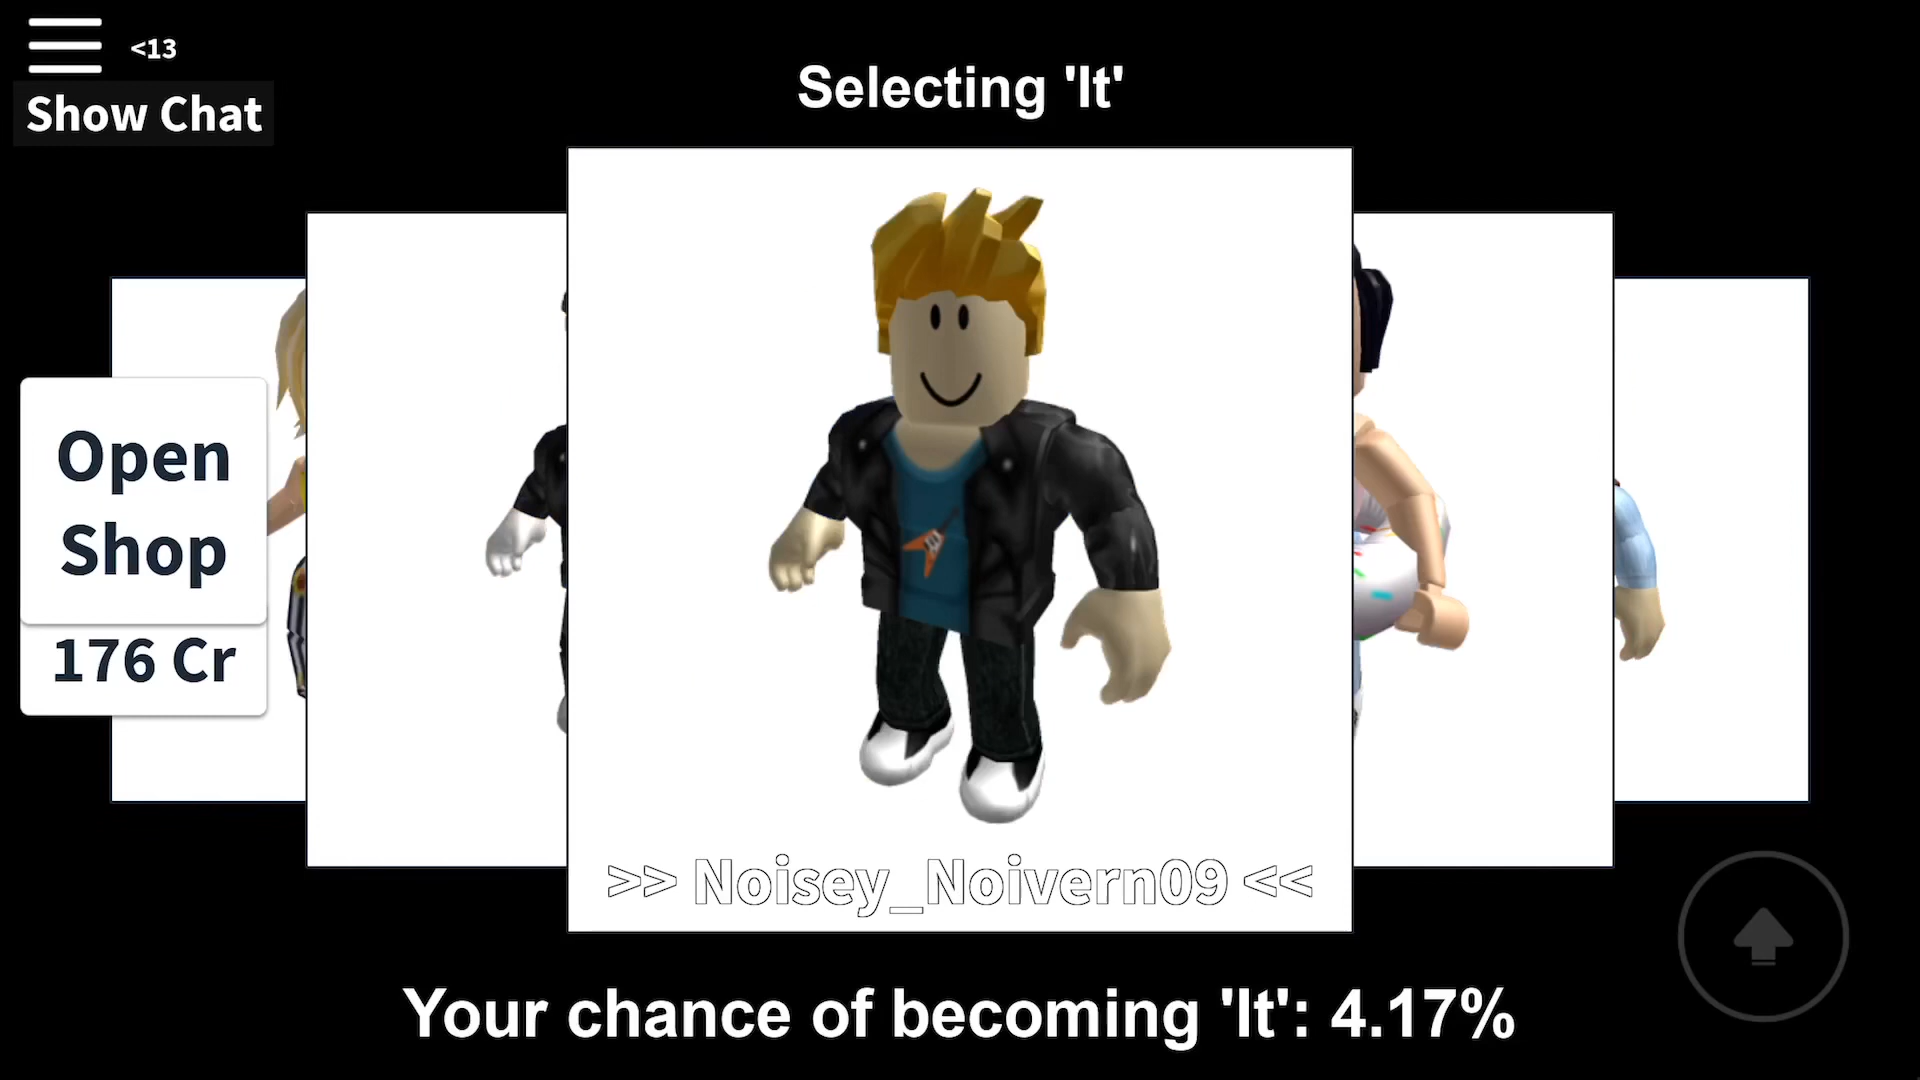 <13
Show Chat
Selecting 'It'
Open
Shop
176 Cr
>> Noisey_Noivern09 <<
Your chance of becoming 'It': 4.17%